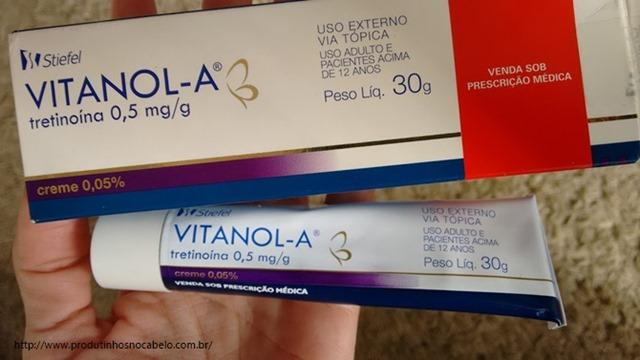 Stiefel
VITANOL-A®
tretinoína 0,5 mg/g
creme 0,05%
USO EXTERNO
VIA TÓPICA
USO ADULTO E
PACIENTES ACIMA
DE 12 ANOS
Peso Líq. 30g
VENDA SOB
PRESCRIÇÃO MÉDICA
Stiefel
VITANOL-A®
tretinoína 0,5 mg/g
creme 0,05%
VENDA SOB PRESCRIÇÃO MÉDICA
USO EXTERNO
VIA TÓPICA
USO ADULTO E
PACIENTES ACIMA
DE 12 ANOS
Peso Líq. 30g
http://www.produtinhosnocabelo.com.br/